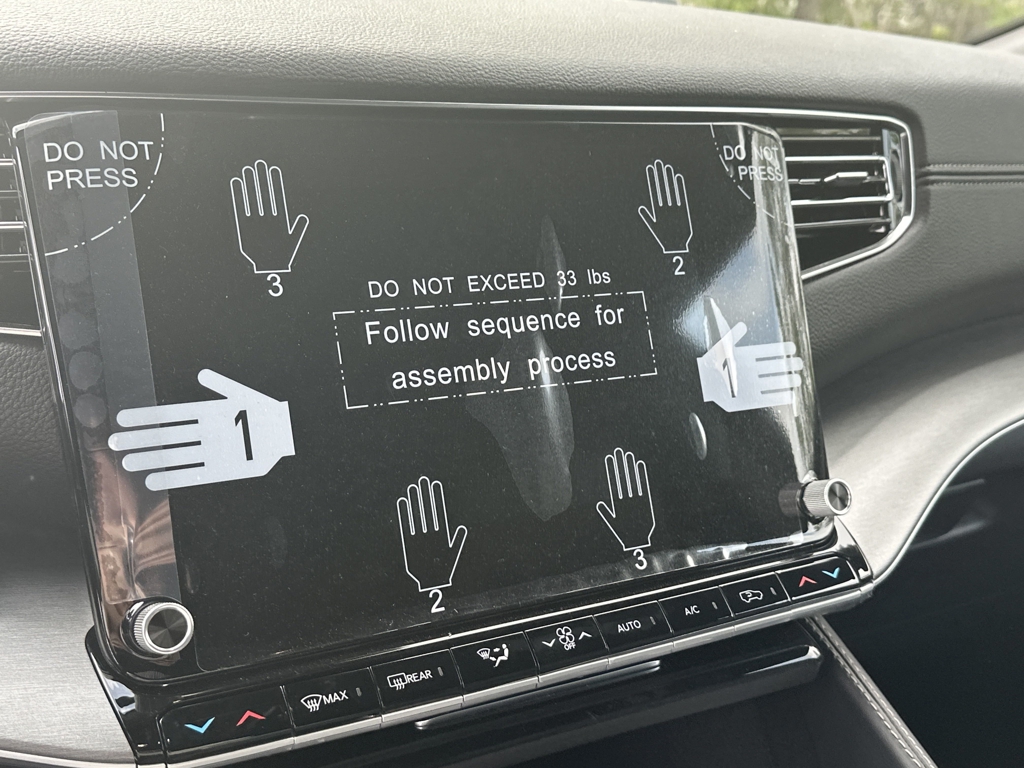 DO NOT
PRESS
DO NOT
PRESS
3
2
DO NOT EXCEED 33 lbs
Follow sequence for
assembly process
1
1
2
3
MAX
REAR
OFF
AUTO
A/C